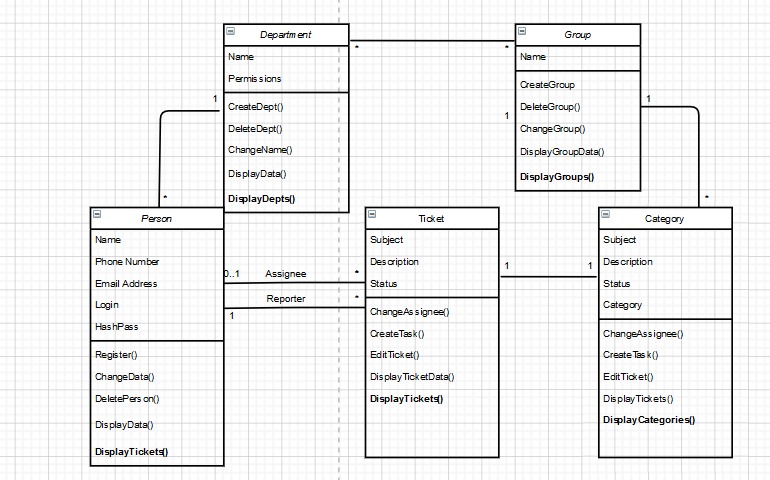 Department
Name
Permissions
CreateDept()
DeleteDept()
ChangeName()
DisplayData()
DisplayDepts()
*
*
Group
Name
CreateGroup
DeleteGroup()
ChangeGroup()
DisplayGroupData()
DisplayGroups()
1
1
1
*
*
Person
Name
Phone Number
Email Address
Login
HashPass
Register()
ChangeData()
DeletePerson()
DisplayData()
DisplayTickets()
0..1
Assignee
*
Reporter
*
1
Ticket
Subject
Description
Status
ChangeAssignee()
CreateTask()
EditTicket()
DisplayTicketData()
DisplayTickets()
1
1
Category
Subject
Description
Status
Category
ChangeAssignee()
CreateTask()
EditTicket()
DisplayTickets()
DisplayCategories()